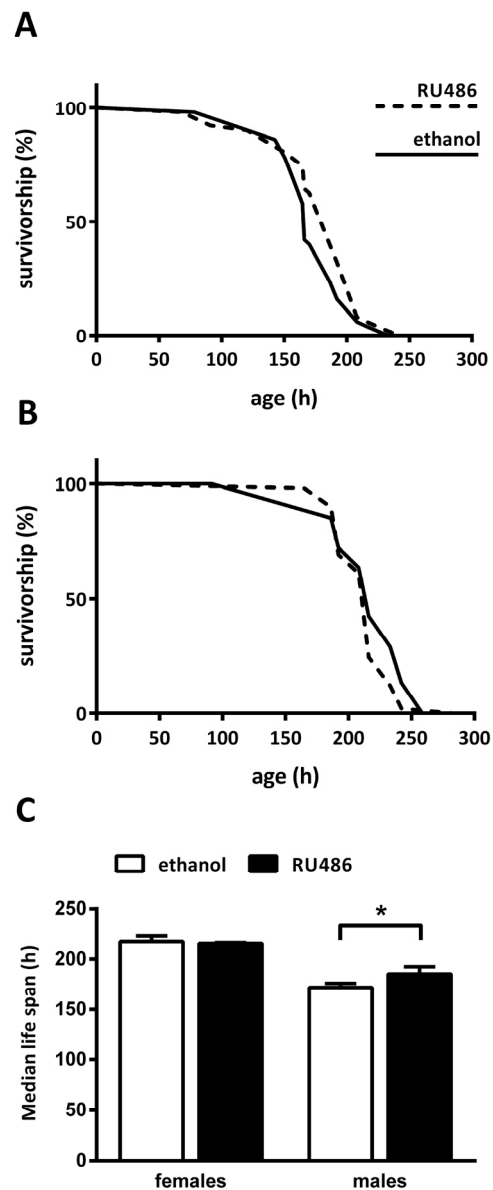 A
RU486
ethanol
survivorship (%)
100
50
0
0 50 100 150 200 250 300
age (h)
B
survivorship (%)
100
50
0
0 50 100 150 200 250 300
age (h)
C
ethanol RU486
Median life span (h)
250
200
150
100
50
0
*
females males